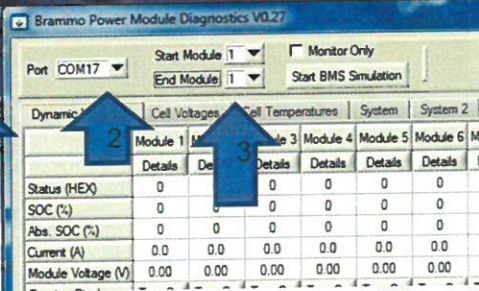 Brammo Power Module Diagnostics V0.27
Port COM17
Start Module 1
End Module 1
Monitor Only
Start BMS Simulation
Dynamic Cell Voltages Cell Temperatures System System 2
Module 1 3 Module 4 Module 5 Module 6
Details Details Details Details Details
Status (HEX) 0 0 0 0 0
SOC (%) 0 0 0 0 0 0
Abs. SOC (%) 0 0 0 0 0 0
Current (A) 0.0 0.0 0.0 0.0 0.0 0.0
Module Voltage (V) 0.00 0.00 0.00 0.00 0.00 0.00
2
3